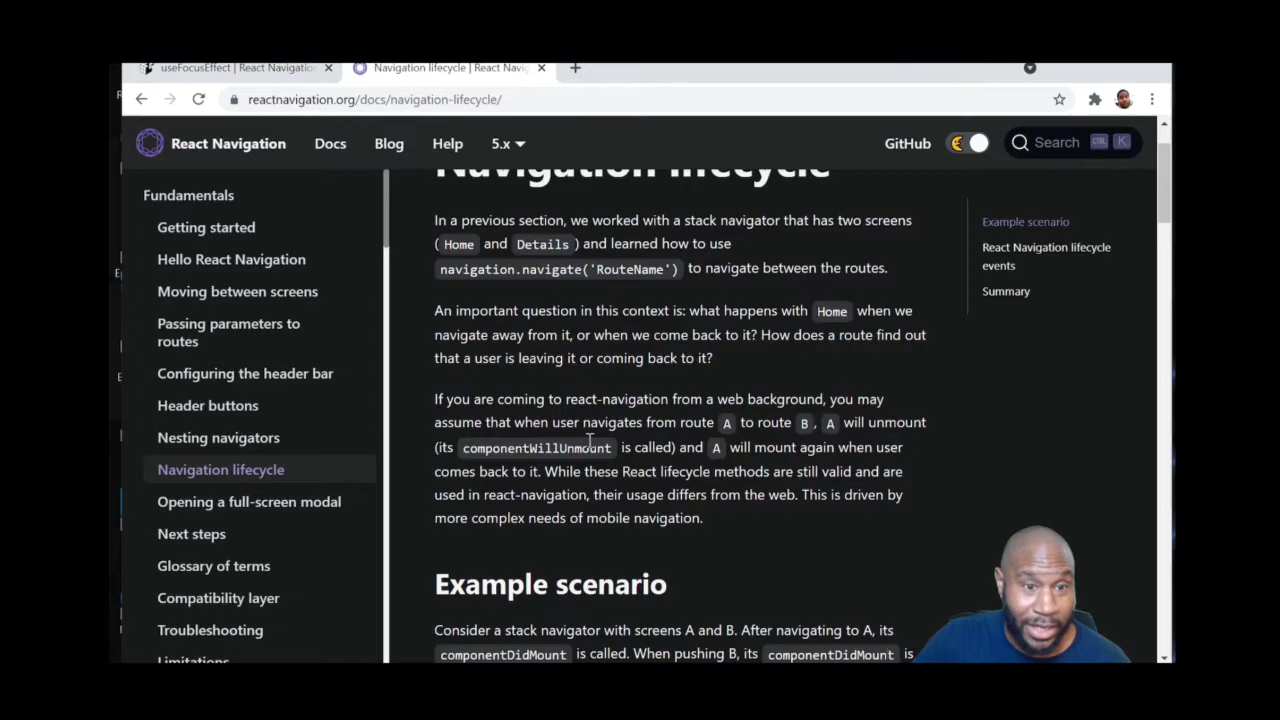 useFocusEffect | React Navigation
Navigation lifecycle | React Navig
reactnavigation.org/docs/navigation-lifecycle/
React Navigation
Docs
Blog
Help
5.x
GitHub
Search
CTRL
K
Fundamentals
Getting started
Hello React Navigation
Moving between screens
Passing parameters to
routes
Configuring the header bar
Header buttons
Nesting navigators
Navigation lifecycle
Opening a full-screen modal
Next steps
Glossary of terms
Compatibility layer
Troubleshooting
Limitations
Navigation lifecycle
In a previous section, we worked with a stack navigator that has two screens
( Home and Details ) and learned how to use
navigation.navigate('RouteName') to navigate between the routes.
An important question in this context is: what happens with Home when we
navigate away from it, or when we come back to it? How does a route find out
that a user is leaving it or coming back to it?
If you are coming to react-navigation from a web background, you may
assume that when user navigates from route A to route B, A will unmount
(its componentWillUnmount is called) and A will mount again when user
comes back to it. While these React lifecycle methods are still valid and are
used in react-navigation, their usage differs from the web. This is driven by
more complex needs of mobile navigation.
Example scenario
Consider a stack navigator with screens A and B. After navigating to A, its
componentDidMount is called. When pushing B, its componentDidMount is
Example scenario
React Navigation lifecycle
events
Summary